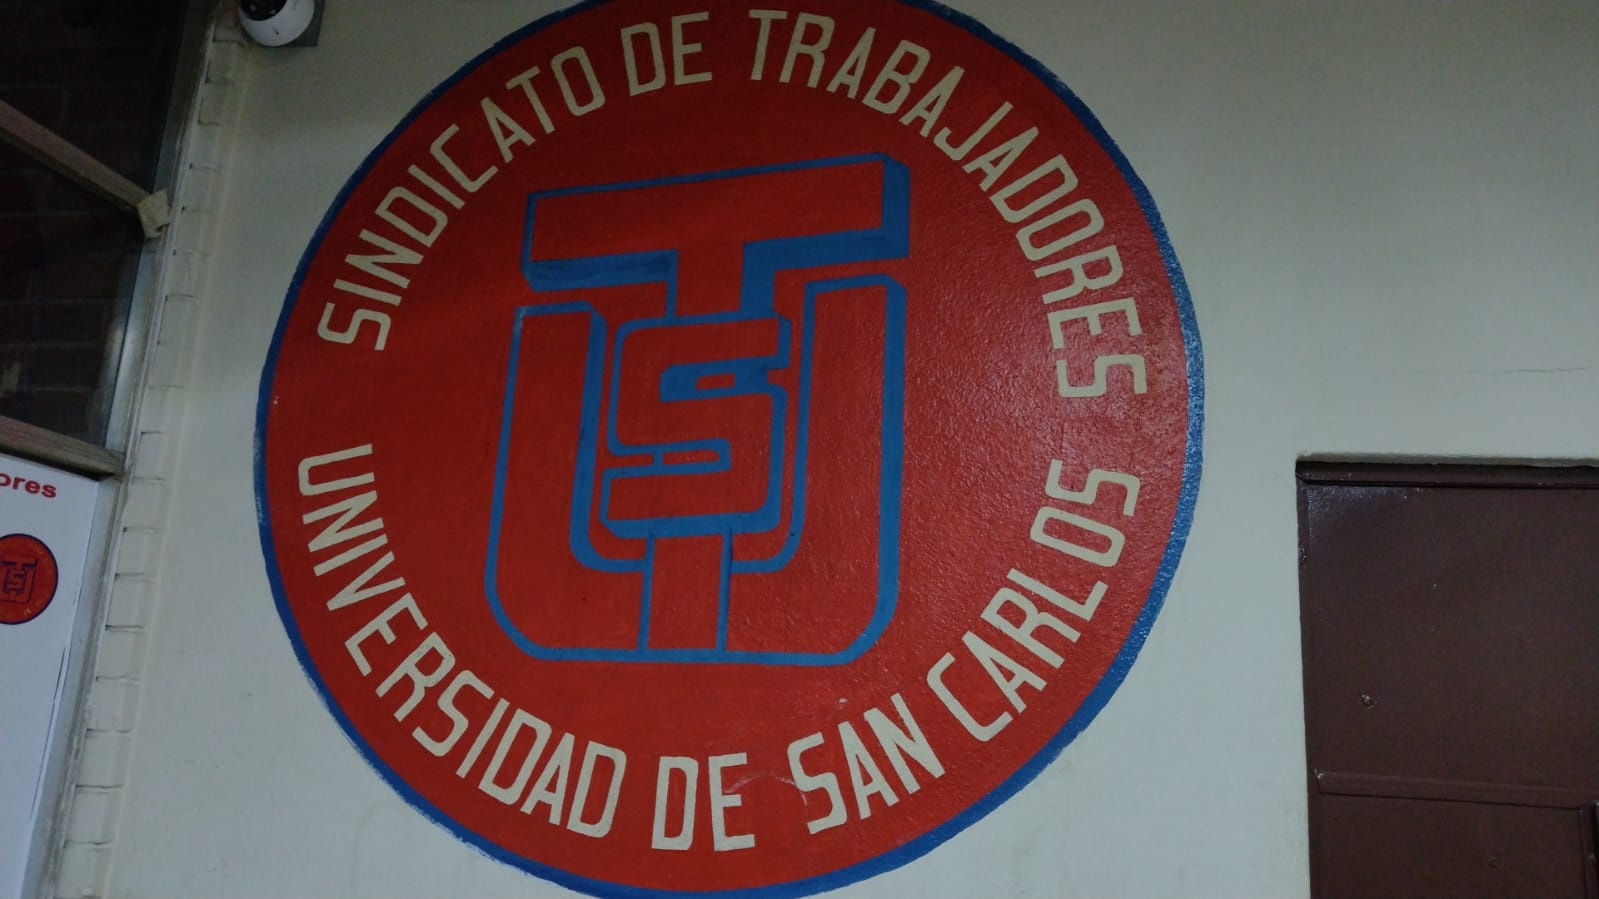 SINDICATO DE TRABAJADORES
UNIVERSIDAD DE SAN CARLOS
STU
ores